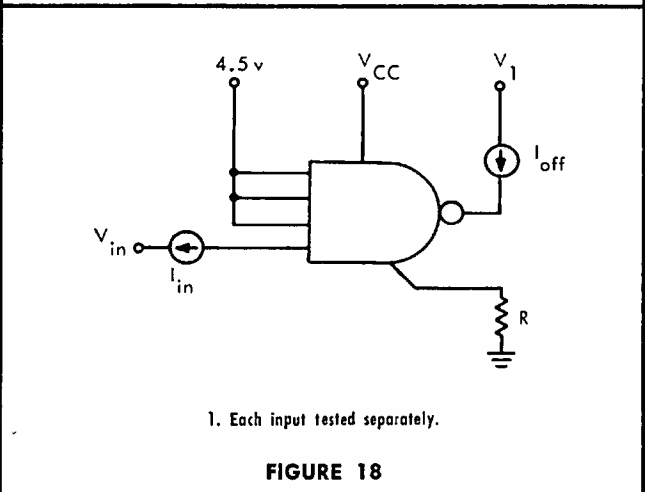 4.5 v
V CC
V 1
I off
V in
I in
R
1. Each input tested separately.
FIGURE 18